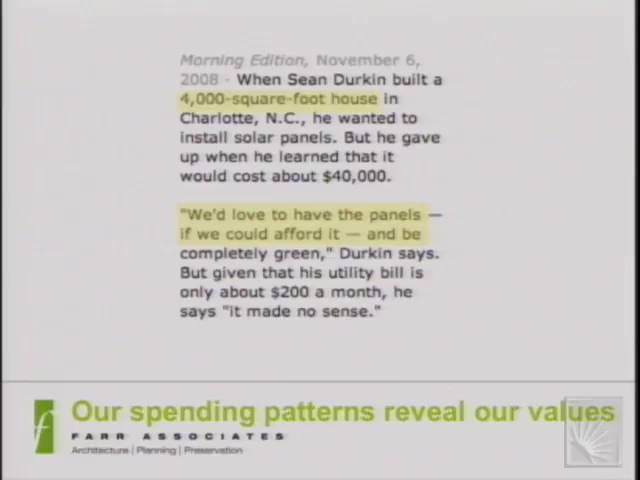 Morning Edition, November 6,
2008 - When Sean Durkin built a
4,000-square-foot house in
Charlotte, N.C., he wanted to
install solar panels. But he gave
up when he learned that it
would cost about $40,000.
"We'd love to have the panels —
if we could afford it — and be
completely green," Durkin says.
But given that his utility bill is
only about $200 a month, he
says "it made no sense."
f
Our spending patterns reveal our values
FARR ASSOCIATES
Architecture | Planning | Preservation